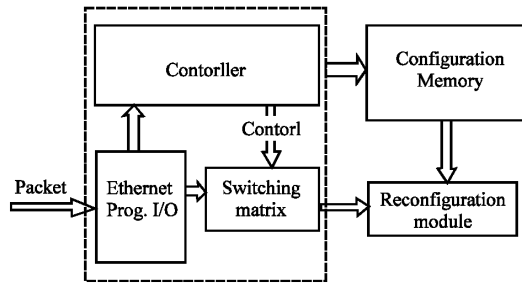 Contorller
Configuration
Memory
Contorl
Packet
Ethernet
Prog. I/O
Switching
matrix
Reconfiguration
module